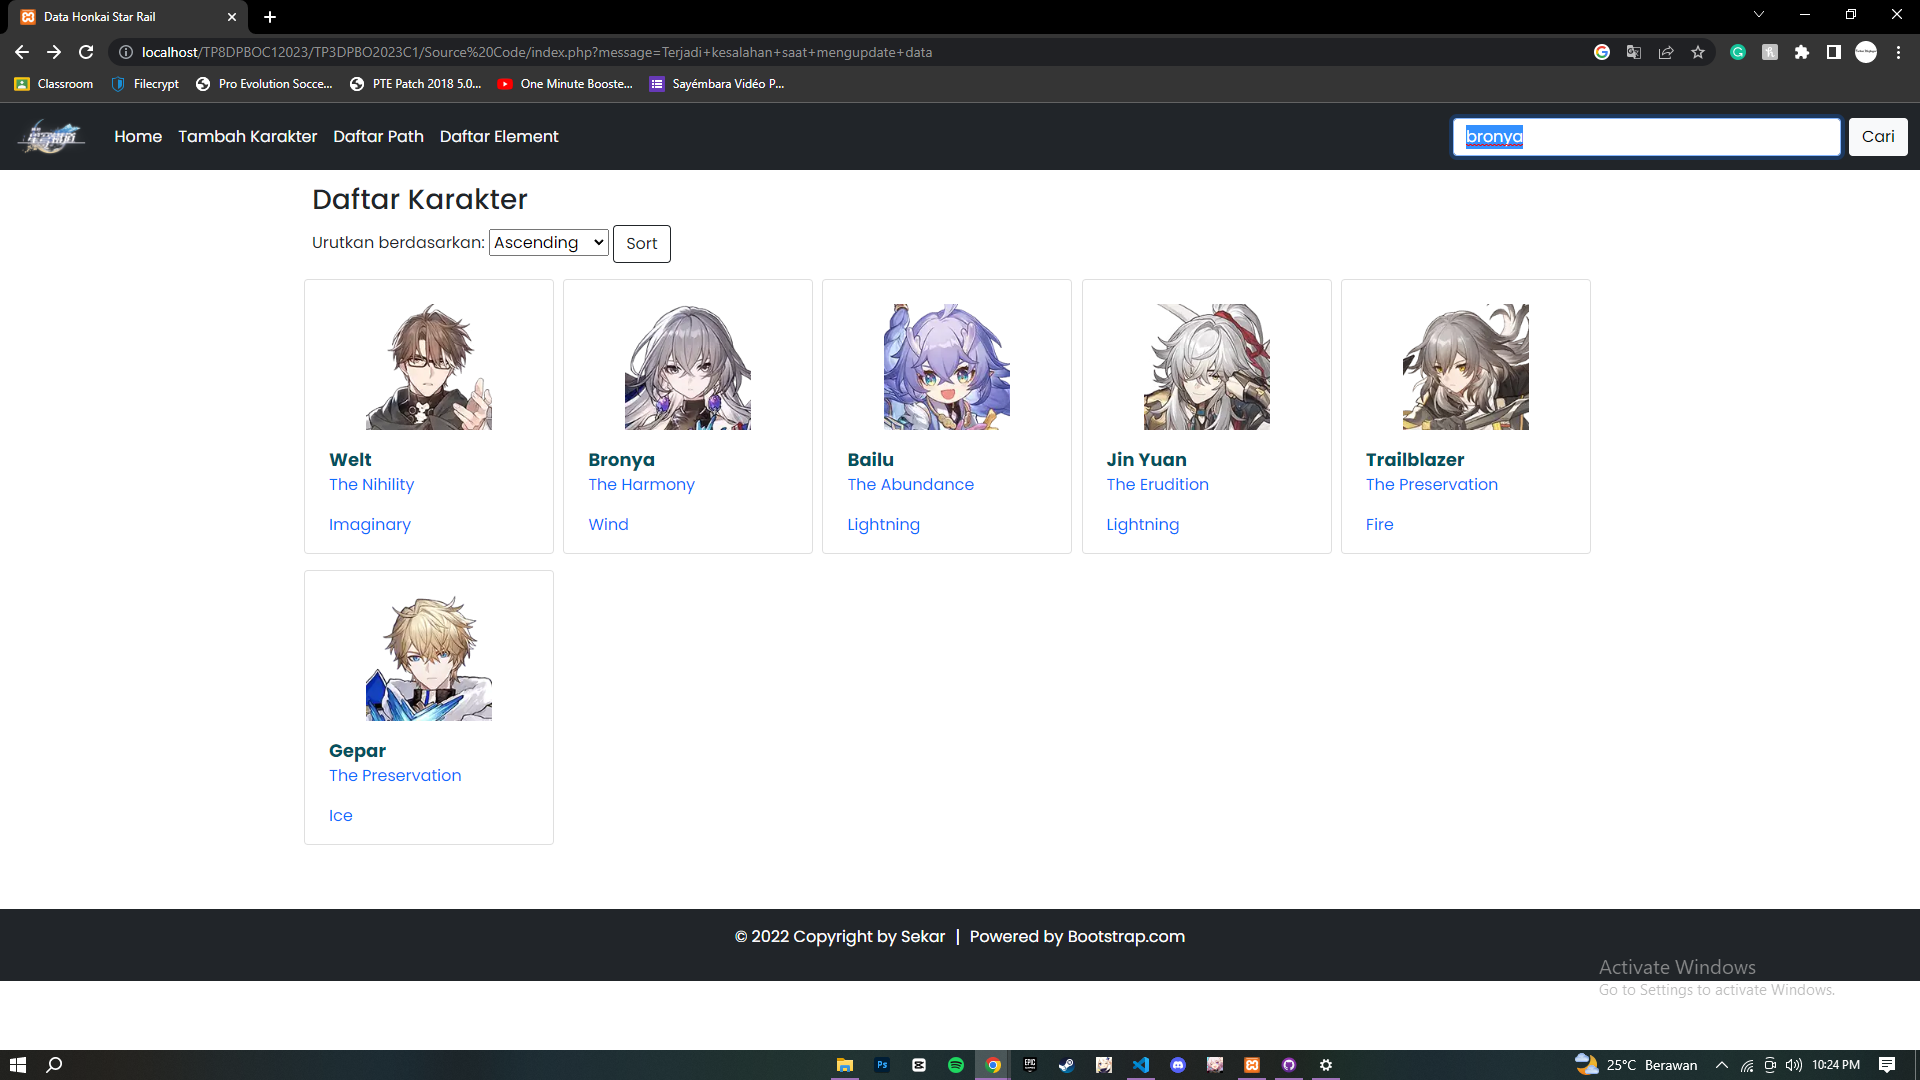 Data Honkai Star Rail
localhost/TP8DPBOC12023/TP3DPBO2023C1/Source%20Code/index.php?message=Terjadi+kesalahan+saat+mengupdate+data
Classroom Filecrypt Pro Evolution Socce... PTE Patch 2018 5.0... One Minute Booste... Sayémbara Vidéo P...
Home Tambah Karakter Daftar Path Daftar Element bronya Cari
Daftar Karakter
Urutkan berdasarkan: Ascending Sort
Welt Bronya Bailu Jin Yuan Trailblazer
The Nihility The Harmony The Abundance The Erudition The Preservation
Imaginary Wind Lightning Lightning Fire
Gepar
The Preservation
Ice
© 2022 Copyright by Sekar | Powered by Bootstrap.com
Activate Windows
Go to Settings to activate Windows.
Ps EPIC 25°C Berawan 10:24 PM